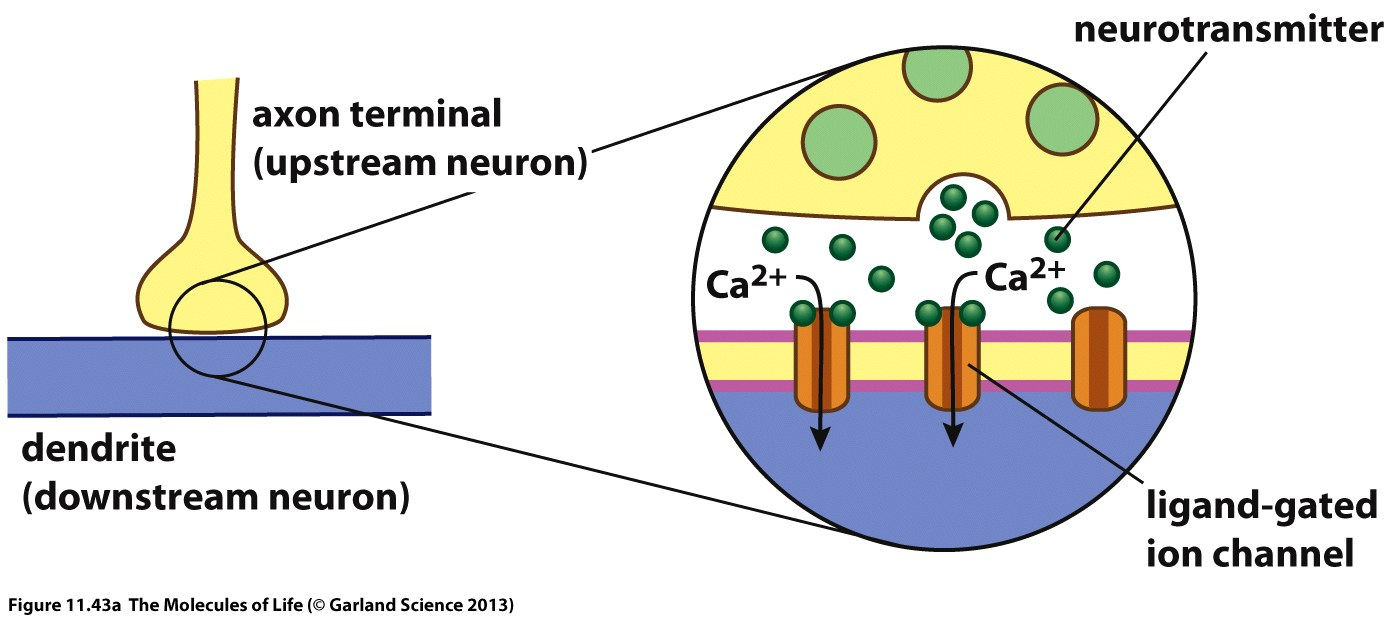 neurotransmitter
axon terminal
(upstream neuron)
Ca2+
Ca2+
dendrite
(downstream neuron)
ligand-gated
ion channel
Figure 11.43a The Molecules of Life (© Garland Science 2013)